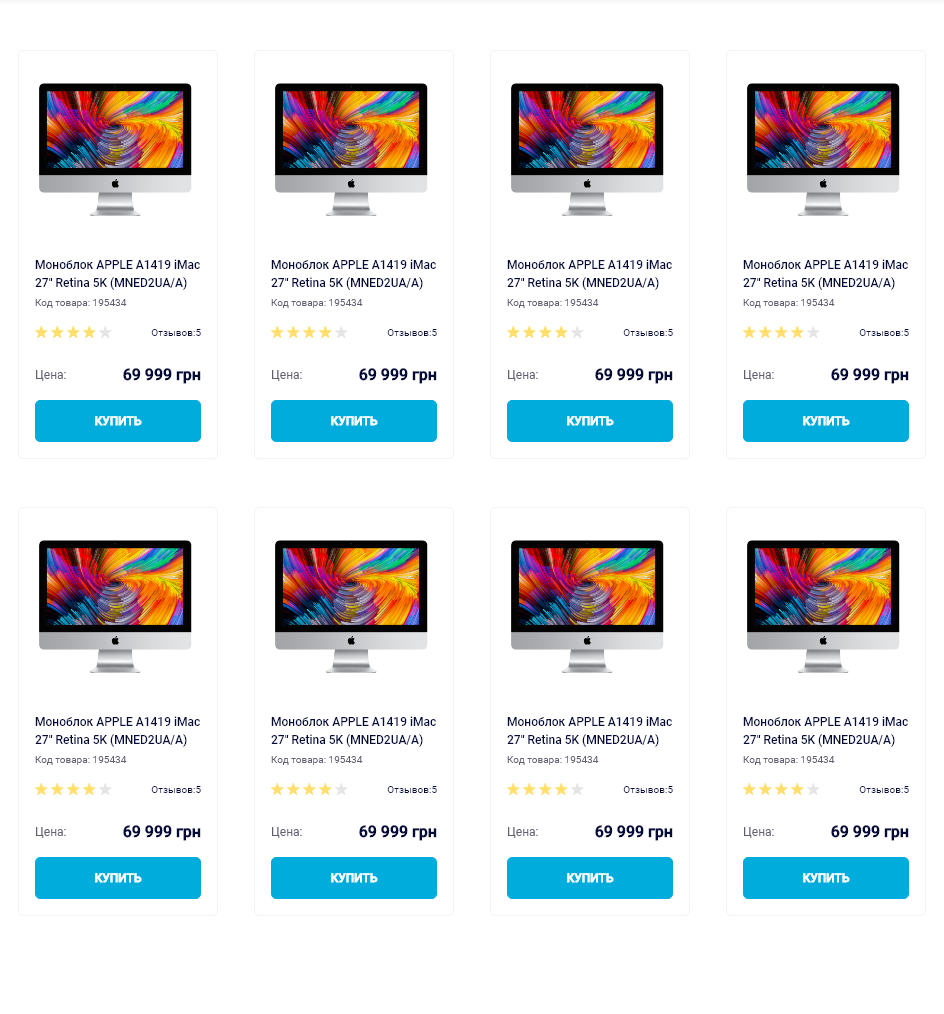 Моноблок APPLE A1419 iMac
27" Retina 5K (MNED2UA/A)
Код товара: 195434
Отзывов:5
Цена: 69 999 грн
КУПИТЬ
Моноблок APPLE A1419 iMac
27" Retina 5K (MNED2UA/A)
Код товара: 195434
Отзывов:5
Цена: 69 999 грн
КУПИТЬ
Моноблок APPLE A1419 iMac
27" Retina 5K (MNED2UA/A)
Код товара: 195434
Отзывов:5
Цена: 69 999 грн
КУПИТЬ
Моноблок APPLE A1419 iMac
27" Retina 5K (MNED2UA/A)
Код товара: 195434
Отзывов:5
Цена: 69 999 грн
КУПИТЬ
Моноблок APPLE A1419 iMac
27" Retina 5K (MNED2UA/A)
Код товара: 195434
Отзывов:5
Цена: 69 999 грн
КУПИТЬ
Моноблок APPLE A1419 iMac
27" Retina 5K (MNED2UA/A)
Код товара: 195434
Отзывов:5
Цена: 69 999 грн
КУПИТЬ
Моноблок APPLE A1419 iMac
27" Retina 5K (MNED2UA/A)
Код товара: 195434
Отзывов:5
Цена: 69 999 грн
КУПИТЬ
Моноблок APPLE A1419 iMac
27" Retina 5K (MNED2UA/A)
Код товара: 195434
Отзывов:5
Цена: 69 999 грн
КУПИТЬ